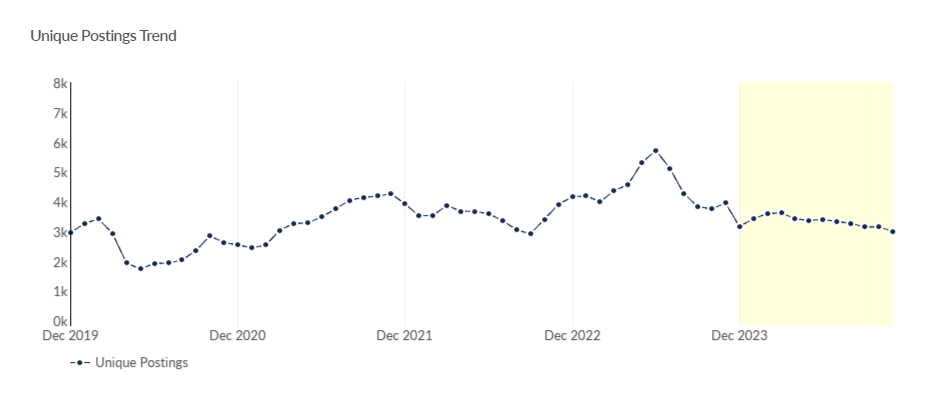 Unique Postings Trend
8k
7k
6k
5k
4k
3k
2k
1k
0k
Dec 2019 Dec 2020 Dec 2021 Dec 2022 Dec 2023
Unique Postings